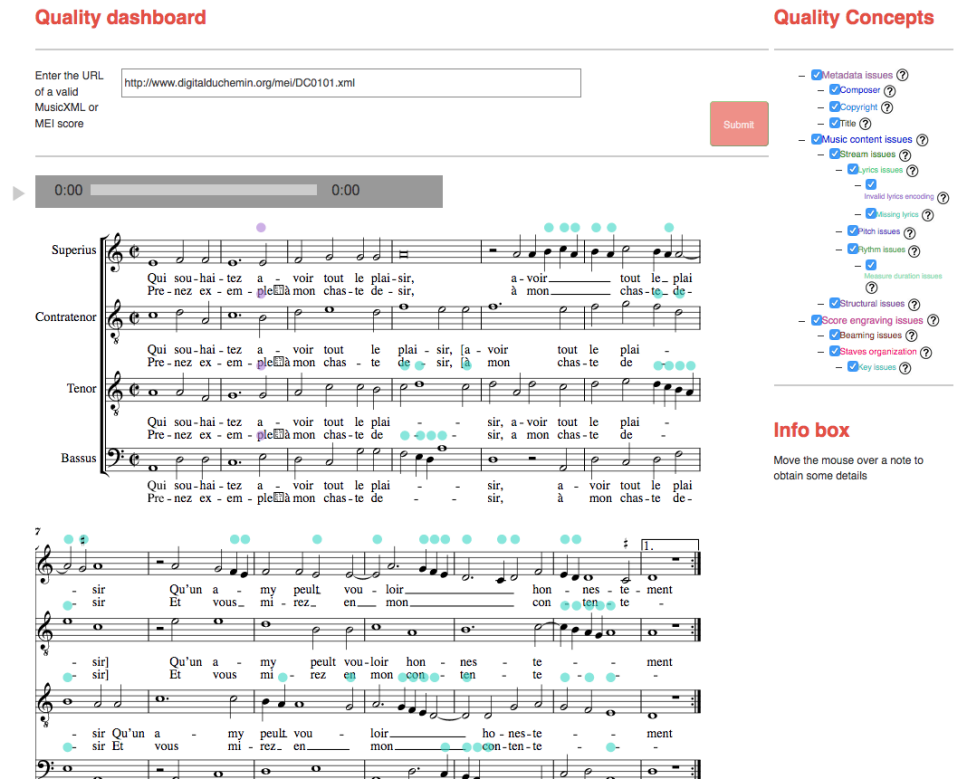 Quality dashboard
Enter the URL
of a valid
MusicXML or
MEI score
http://www.digitalduchemin.org/mei/DC0101.xml
Submit
0:00 0:00
Superius
Qui sou-hai-tez a - voir tout le plai-sir, a-voir tout le plai
Pre-nez ex-em-ple à mon chas-te de-sir, à mon chas-te de-
Contratenor
Qui sou-hai-tez a - voir tout le plai-sir, [a-voir tout le plai -
Pre-nez ex-em-ple à mon chas-te de-sir, [à mon chas-te de -
Tenor
Qui sou-hai-tez a - voir tout le plai - - sir, a-voir tout le plai
Pre-nez ex-em-ple à mon chas-te de - - sir, a mon chas-te de -
Bassus
Qui sou-hai-tez a - voir tout le plai - - sir, a - voir tout le plai
Pre-nez ex-em-ple à mon chas-te de - - sir, à mon chas-te de-
7
1.
- sir Qu'un a - my peult vou-loir hon-nes-te-ment
- sir Et vous mi-rez en mon con-ten-te -
- sir] Qu'un a - my peult vou-loir hon - nes - te - ment
- sir] Et vous mi-rez en mon con - ten - te -
- sir Qu'un a - my peult vou - loir ho-nes-te - ment
- sir Et vous mi-rez en mon con-ten-te -
Quality Concepts
Metadata issues ?
Composer ?
Copyright ?
Title ?
Music content issues ?
Stream issues ?
Lyrics issues ?
Invalid lyrics encoding ?
Missing lyrics ?
Pitch issues ?
Rythm issues ?
Measure duration issues
?
Structural issues ?
Score engraving issues ?
Beaming issues ?
Staves organization ?
Key issues ?
Info box
Move the mouse over a note to
obtain some details